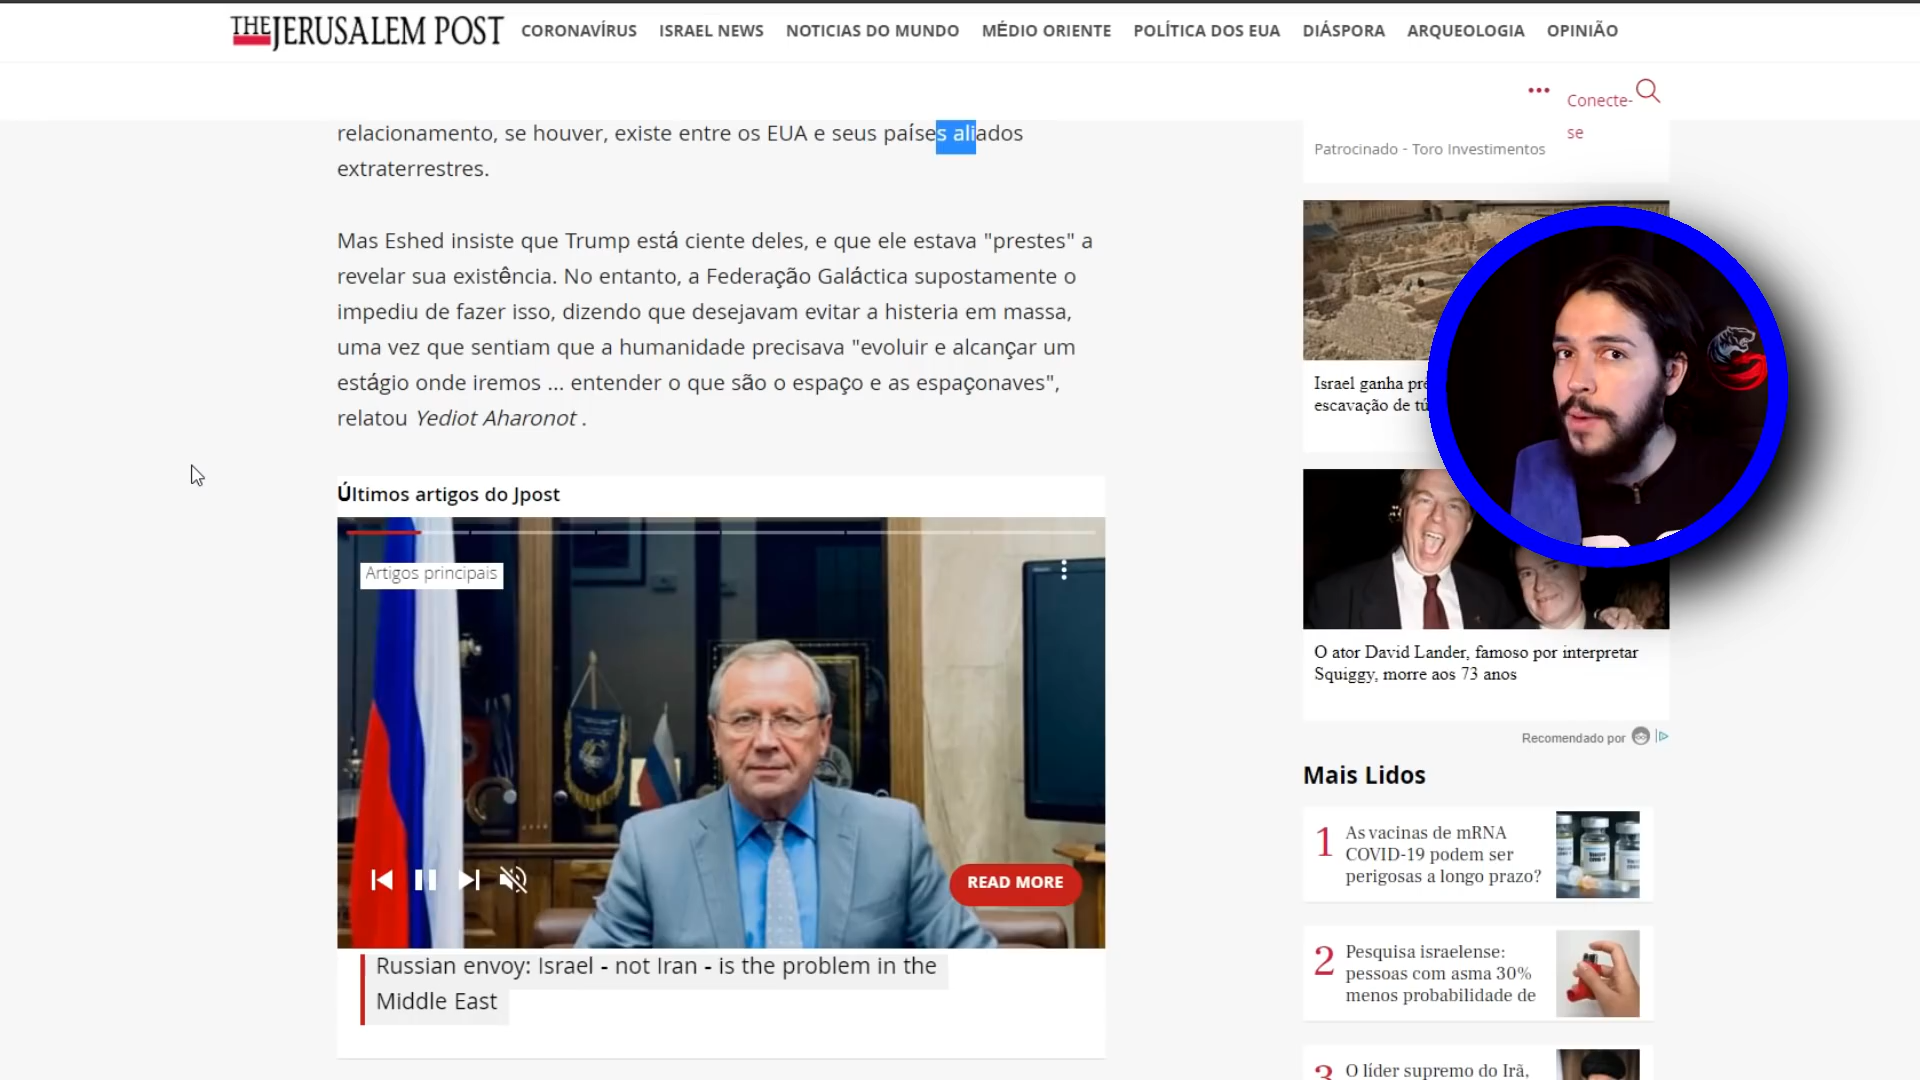 THE JERUSALEM POST
CORONAVÍRUS ISRAEL NEWS NOTICIAS DO MUNDO MÉDIO ORIENTE POLÍTICA DOS EUA DIÁSPORA ARQUEOLOGIA OPINIÃO
Conecte-
se
relacionamento, se houver, existe entre os EUA e seus países aliados
extraterrestres.
Mas Eshed insiste que Trump está ciente deles, e que ele estava "prestes" a
revelar sua existência. No entanto, a Federação Galáctica supostamente o
impediu de fazer isso, dizendo que desejavam evitar a histeria em massa,
uma vez que sentiam que a humanidade precisava "evoluir e alcançar um
estágio onde iremos ... entender o que são o espaço e as espaçonaves",
relatou Yediot Aharonot .
Últimos artigos do Jpost
Artigos principais
READ MORE
Russian envoy: Israel - not Iran - is the problem in the
Middle East
Patrocinado - Toro Investimentos
Israel ganha
escavação de
O ator David Lander, famoso por interpretar
Squiggy, morre aos 73 anos
Recomendado por
Mais Lidos
1
As vacinas de mRNA
COVID-19 podem ser
perigosas a longo prazo?
2
Pesquisa israelense:
pessoas com asma 30%
menos probabilidade de
3
O líder supremo do Irã,